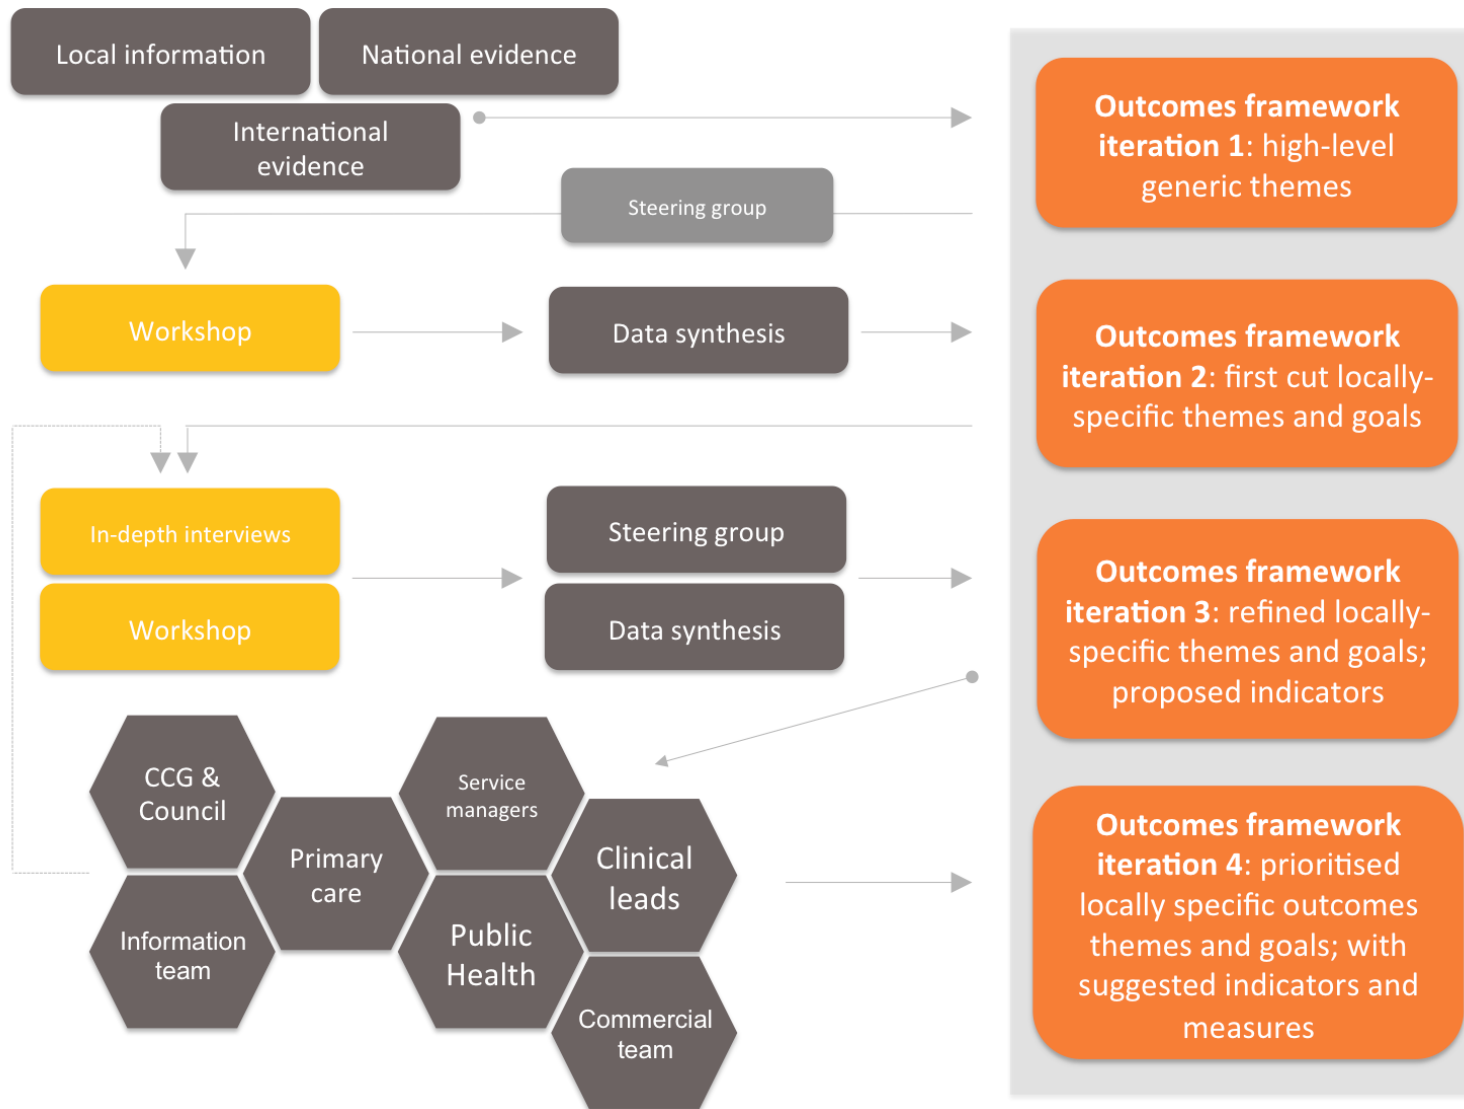 Local information
National evidence
International
evidence
Outcomes framework
iteration 1: high-level
generic themes
Steering group
Workshop
Data synthesis
Outcomes framework
iteration 2: first cut locally-
specific themes and goals
In-depth interviews
Workshop
Steering group
Data synthesis
Outcomes framework
iteration 3: refined locally-
specific themes and goals;
proposed indicators
CCG &
Council
Primary
care
Service
managers
Clinical
leads
Information
team
Public
Health
Commercial
team
Outcomes framework
iteration 4: prioritised
locally specific outcomes
themes and goals; with
suggested indicators and
measures